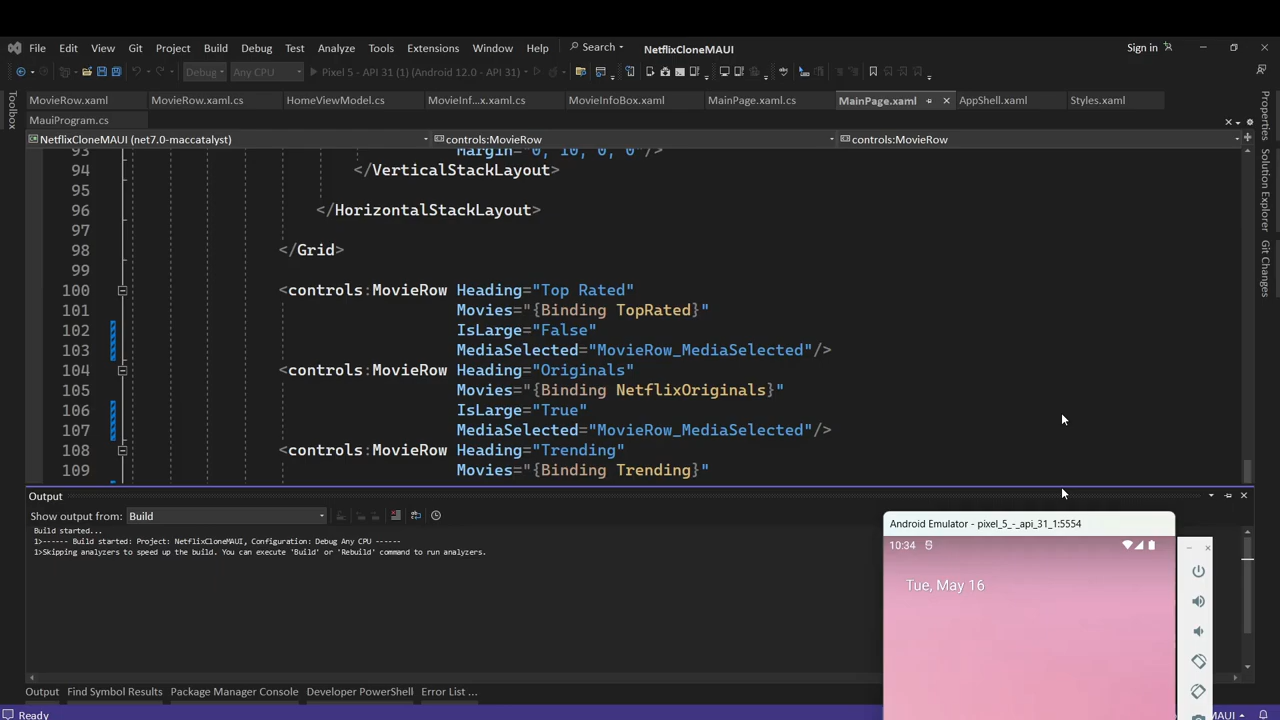 File Edit View Git Project Build Debug Test Analyze Tools Extensions Window Help Search NetflixCloneMAUI Sign in
Debug Any CPU Pixel 5 - API 31 (1) (Android 12.0 - API 31)
MovieRow.xaml MovieRow.xaml.cs HomeViewModel.cs MovieInf...x.xaml.cs MovieInfoBox.xaml MainPage.xaml.cs MainPage.xaml AppShell.xaml Styles.xaml
MauiProgram.cs
NetflixCloneMAUI (net7.0-maccatalyst) controls:MovieRow controls:MovieRow
93 Margin="0, 10, 0, 0"/>
94 </VerticalStackLayout>
95
96 </HorizontalStackLayout>
97
98 </Grid>
99
100 <controls:MovieRow Heading="Top Rated"
101 Movies="{Binding TopRated}"
102 IsLarge="False"
103 MediaSelected="MovieRow_MediaSelected"/>
104 <controls:MovieRow Heading="Originals"
105 Movies="{Binding NetflixOriginals}"
106 IsLarge="True"
107 MediaSelected="MovieRow_MediaSelected"/>
108 <controls:MovieRow Heading="Trending"
109 Movies="{Binding Trending}"
Toolbox
Properties
Solution Explorer
Git Changes
Output
Show output from: Build
Build started...
1>------ Build started: Project: NetflixCloneMAUI, Configuration: Debug Any CPU ------
1>Skipping analyzers to speed up the build. You can execute 'Build' or 'Rebuild' command to run analyzers.
Android Emulator - pixel_5_-_api_31_1:5554
10:34
Tue, May 16
Output Find Symbol Results Package Manager Console Developer PowerShell Error List ...
Ready
MAUI